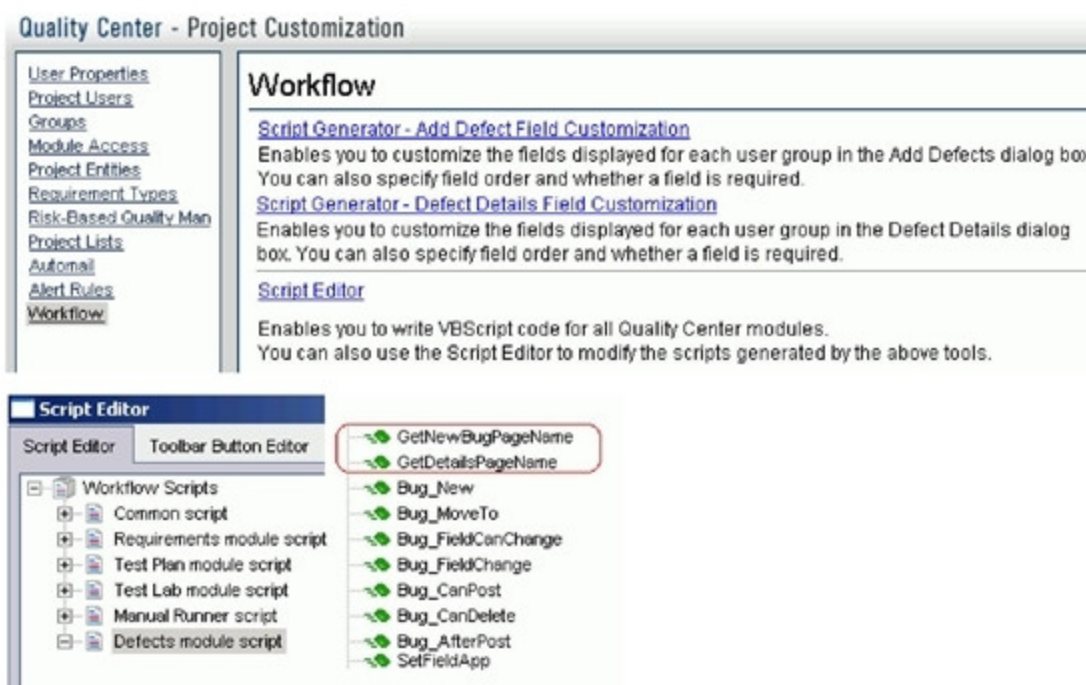 Quality Center - Project Customization
User Properties
Project Users
Groups
Module Access
Project Entities
Requirement Types
Risk-Based Quality Man
Project Lists
Automail
Alert Rules
Workflow
Workflow
Script Generator - Add Defect Field Customization
Enables you to customize the fields displayed for each user group in the Add Defects dialog box
You can also specify field order and whether a field is required.
Script Generator - Defect Details Field Customization
Enables you to customize the fields displayed for each user group in the Defect Details dialog
box. You can also specify field order and whether a field is required.
Script Editor
Enables you to write VBScript code for all Quality Center modules.
You can also use the Script Editor to modify the scripts generated by the above tools.
Script Editor
Script Editor
Toolbar Button Editor
Workflow Scripts
Common script
Requirements module script
Test Plan module script
Test Lab module script
Manual Runner script
Defects module script
GetNewBugPageName
GetDetailsPageName
Bug_New
Bug_MoveTo
Bug_FieldCanChange
Bug_FieldChange
Bug_CanPost
Bug_CanDelete
Bug_AfterPost
SetFieldApp